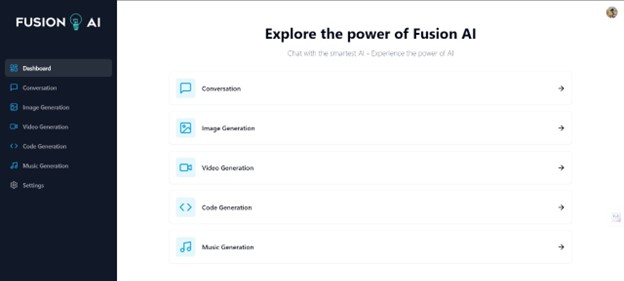 FUSION AI
Dashboard
Conversation
Image Generation
Video Generation
Code Generation
Music Generation
Settings
Explore the power of Fusion AI
Chat with the smartest AI - Experience the power of AI
Conversation
Image Generation
Video Generation
Code Generation
Music Generation